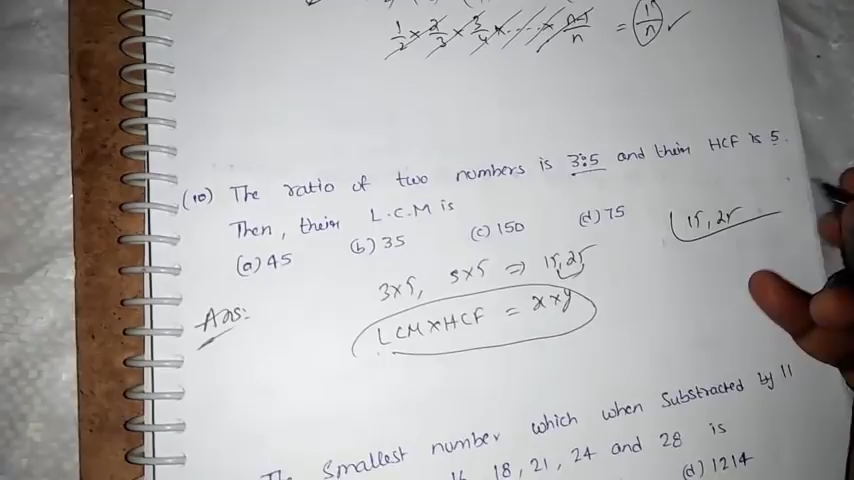 1/2 × 2/3 × 3/4 × ..... × n-1/n = 1/n
(10) The ratio of two numbers is 3:5 and their HCF is 5.
Then, their L.C.M is
(a) 45 (b) 35 (c) 150 (d) 75
15, 25
3×5, 5×5 ⇒ 15, 25
Ans:
LCM×HCF = x×y
The smallest number which when Substracted by 11
18, 21, 24 and 28 is
(d) 1214